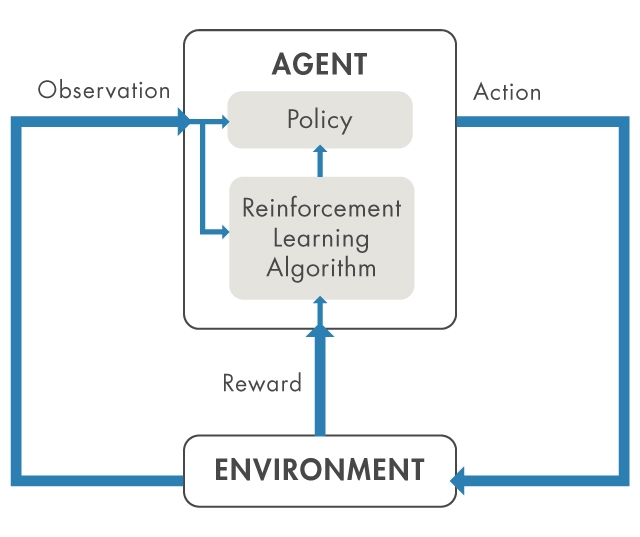 AGENT
Observation
Action
Policy
Reinforcement
Learning
Algorithm
Reward
ENVIRONMENT